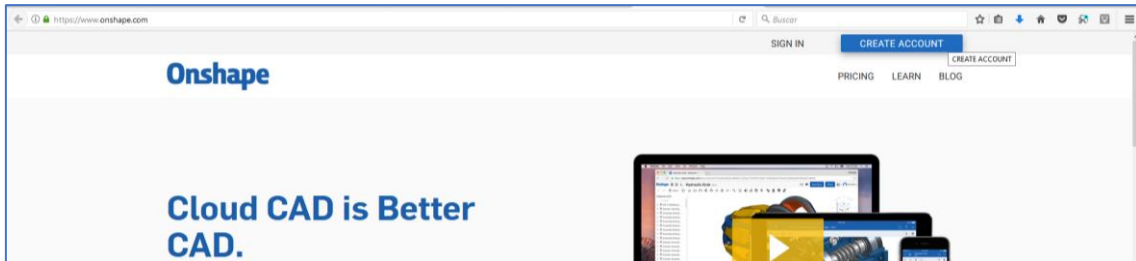 https://www.onshape.com
Buscar
SIGN IN
CREATE ACCOUNT
CREATE ACCOUNT
Onshape
PRICING LEARN BLOG
Cloud CAD is Better
CAD.